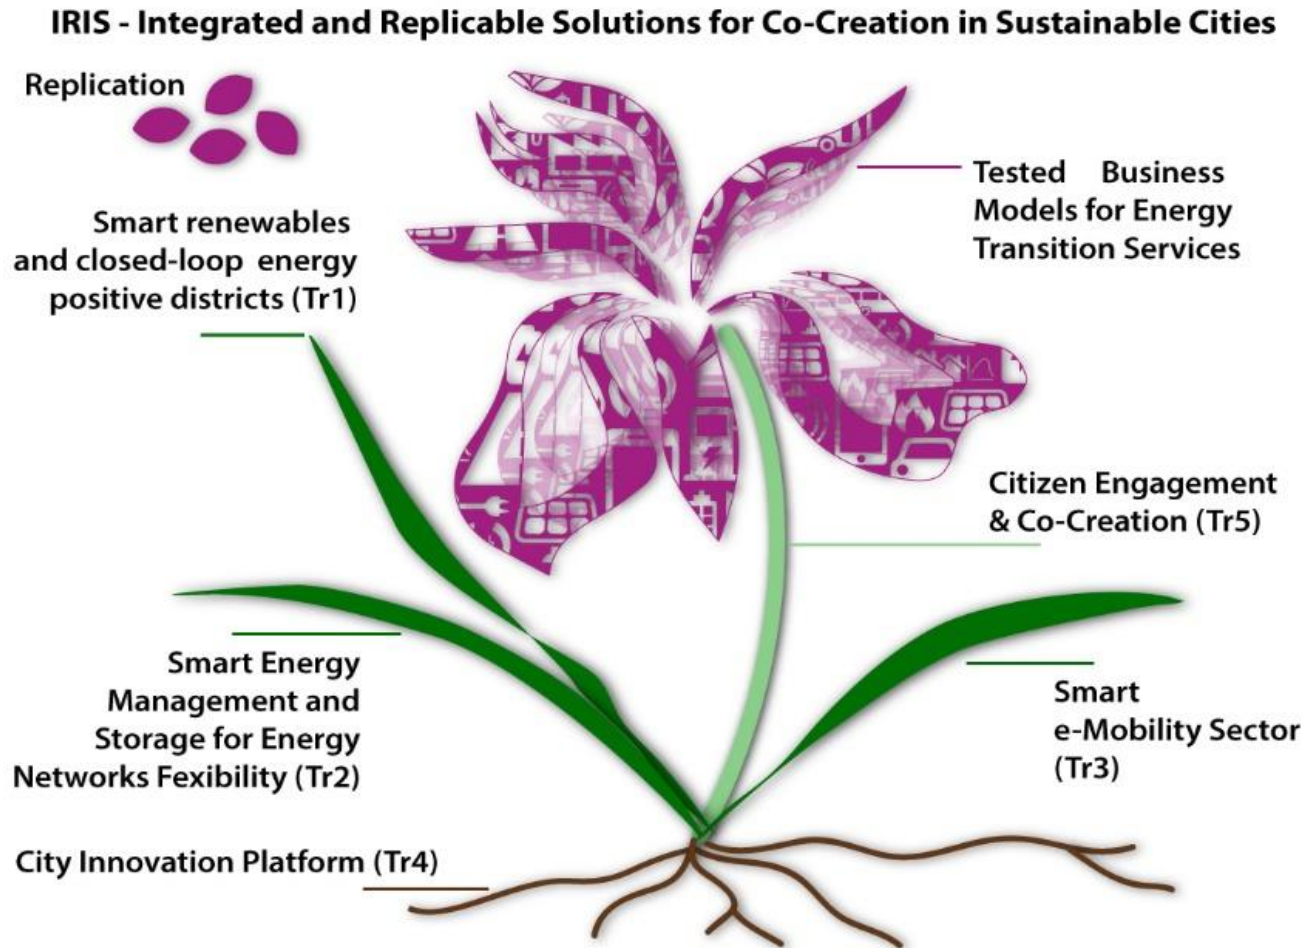 IRIS - Integrated and Replicable Solutions for Co-Creation in Sustainable Cities
Replication
Smart renewables
and closed-loop energy
positive districts (Tr1)
Tested Business
Models for Energy
Transition Services
Citizen Engagement
& Co-Creation (Tr5)
Smart Energy
Management and
Storage for Energy
Networks Fexibility (Tr2)
Smart
e-Mobility Sector
(Tr3)
City Innovation Platform (Tr4)